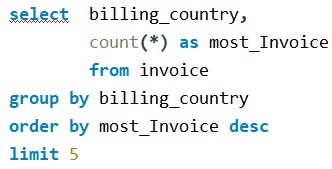 select  billing_country,
        count(*) as most_Invoice
        from invoice
group by billing_country
order by most_Invoice desc
limit 5